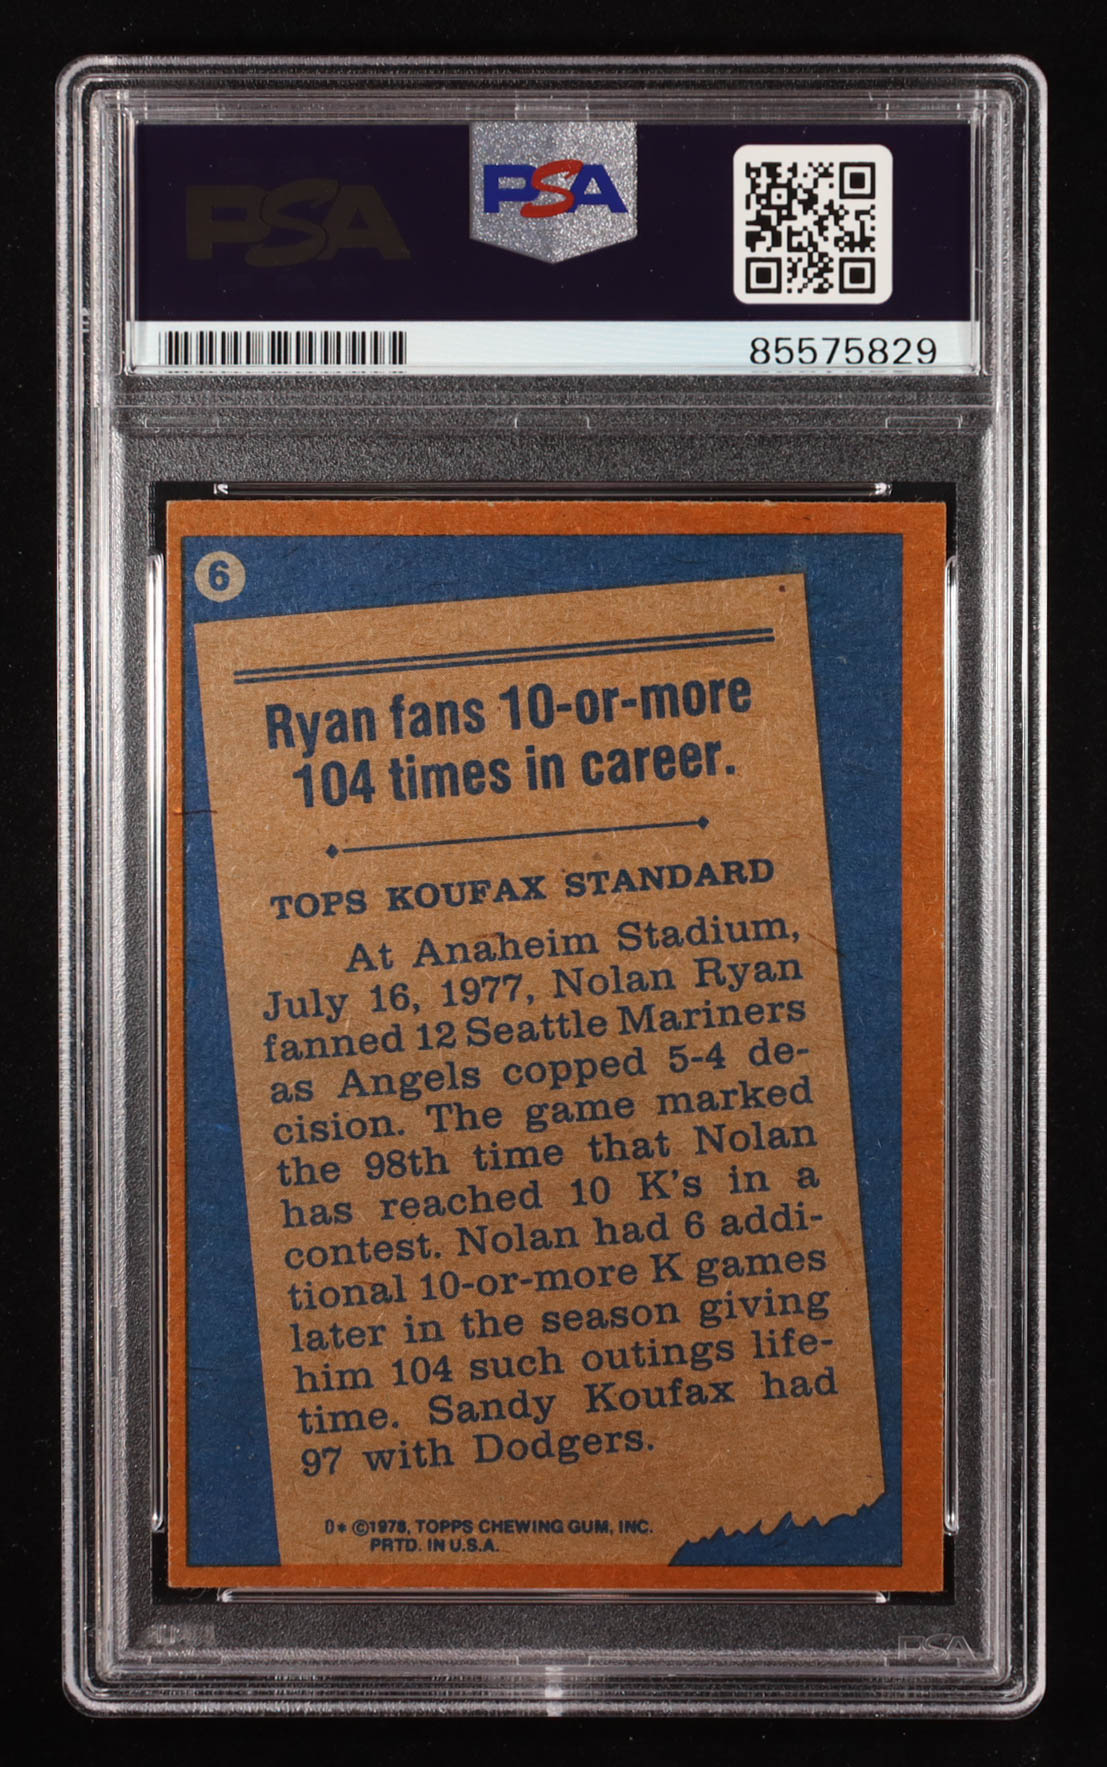 PSA
PSA
85575829
6
Ryan fans 10-or-more
104 times in career.
TOPS KOUFAX STANDARD
At Anaheim Stadium,
July 16, 1977, Nolan Ryan
fanned 12 Seattle Mariners
as Angels copped 5-4 de-
cision. The game marked
the 98th time that Nolan
has reached 10 K's in a
contest. Nolan had 6 addi-
tional 10-or-more K games
later in the season giving
him 104 such outings life-
time. Sandy Koufax had
97 with Dodgers.
D* ©1978, TOPPS CHEWING GUM, INC.
PRTD. IN U.S.A.
PSA